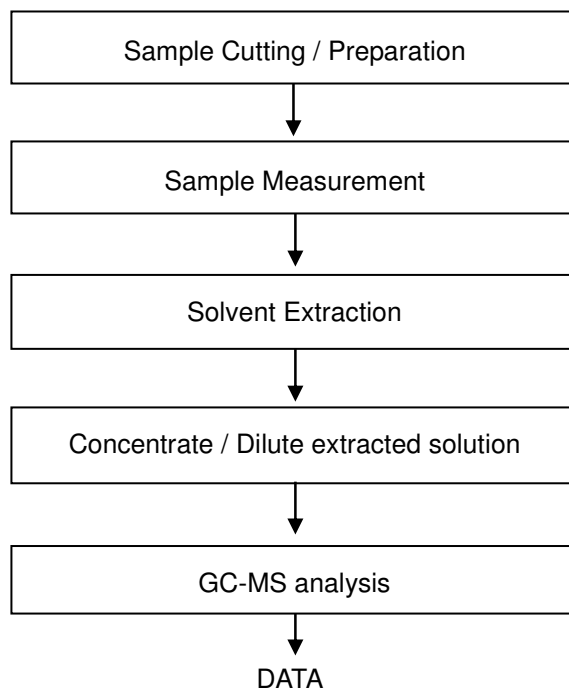 Sample Cutting / Preparation
Sample Measurement
Solvent Extraction
Concentrate / Dilute extracted solution
GC-MS analysis
DATA